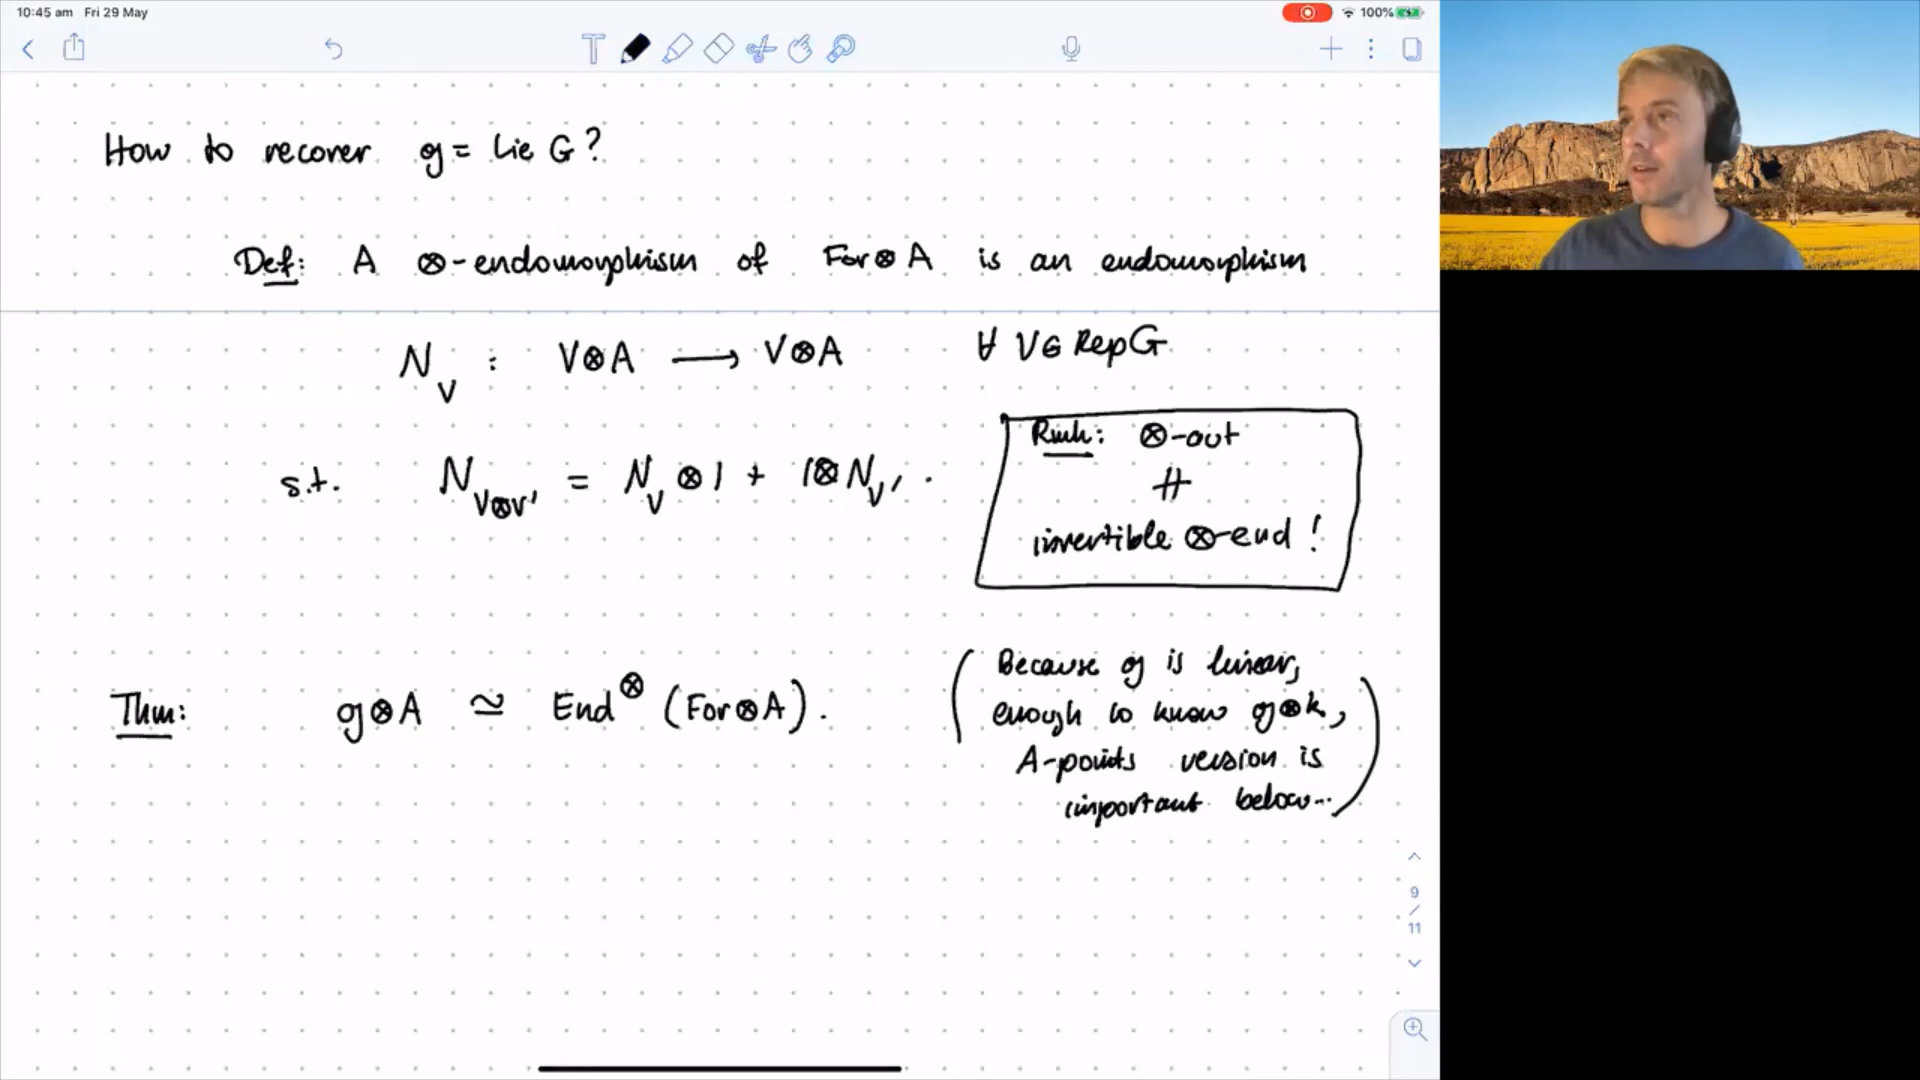 10:45 am Fri 29 May
100%
How to recover g = Lie G?
Def: A ⊗-endomorphism of For⊗A is an endomorphism
N_V : V⊗A → V⊗A ∀ V∈ Rep G
s.t. N_{V⊗V'} = N_V ⊗ 1 + 1⊗N_{V'}.
Rmk: ⊗-aut
≠
invertible ⊗-end!
Thm: g⊗A ≃ End^⊗ (For⊗A).
(Because g is linear,
enough to know g⊗k,
A-points version is
important below...)
9
/
11